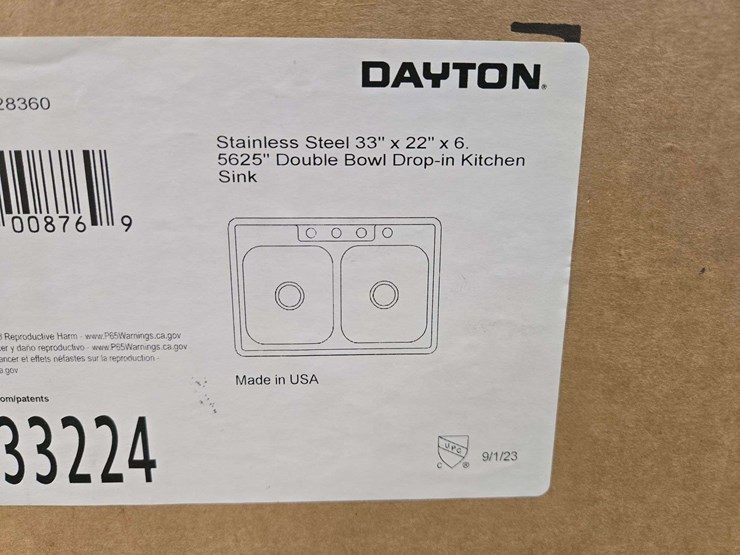 DAYTON®
28360
Stainless Steel 33" x 22" x 6.
5625" Double Bowl Drop-in Kitchen
Sink
00876 9
Reproductive Harm - www.P65Warnings.ca.gov
er y daño reproductivo - www.P65Warnings.ca.gov
ancer et effets néfastes sur la reproduction -
a.gov
Made in USA
om/patents
33224
UPC
C ®
9/1/23